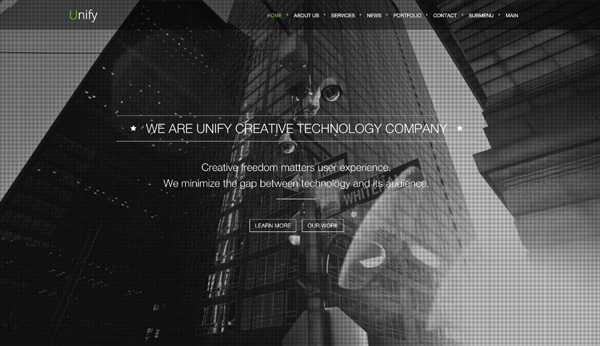 Unify
HOME ABOUT US SERVICES NEWS PORTFOLIO CONTACT SUBMENU MAIN
WE ARE UNIFY CREATIVE TECHNOLOGY COMPANY
Creative freedom matters user experience.
We minimize the gap between technology and its audience.
WHITE
LEARN MORE OUR WORK